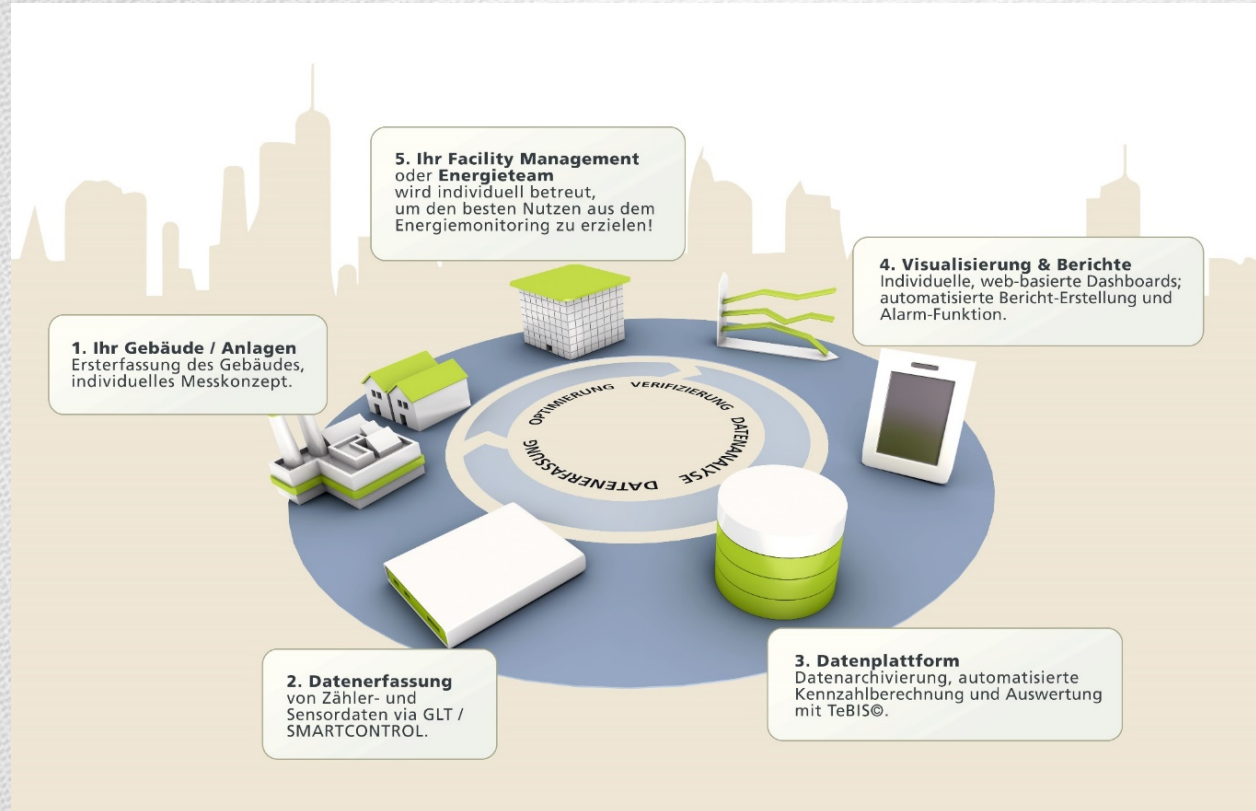 5. Ihr Facility Management
oder Energieteam
wird individuell betreut,
um den besten Nutzen aus dem
Energiemonitoring zu erzielen!
4. Visualisierung & Berichte
Individuelle, web-basierte Dashboards;
automatisierte Bericht-Erstellung und
Alarm-Funktion.
1. Ihr Gebäude / Anlagen
Ersterfassung des Gebäudes,
individuelles Messkonzept.
OPTIMIERUNG VERIFIZIERUNG DATENANALYSE DATENERFASSUNG
2. Datenerfassung
von Zähler- und
Sensordaten via GLT /
SMARTCONTROL.
3. Datenplattform
Datenarchivierung, automatisierte
Kennzahlberechnung und Auswertung
mit TeBIS©.